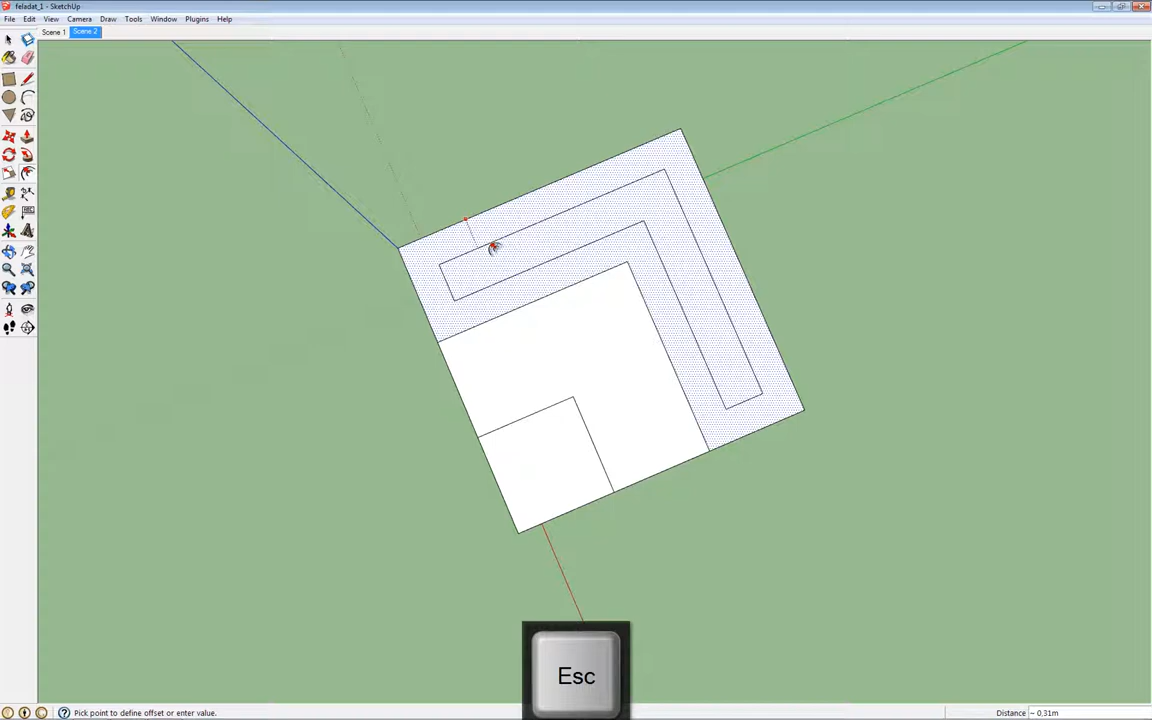 feladat_1 - SketchUp
File Edit View Camera Draw Tools Window Plugins Help
Scene 1 Scene 2
Esc
Pick point to define offset or enter value. Distance ~ 0,31m